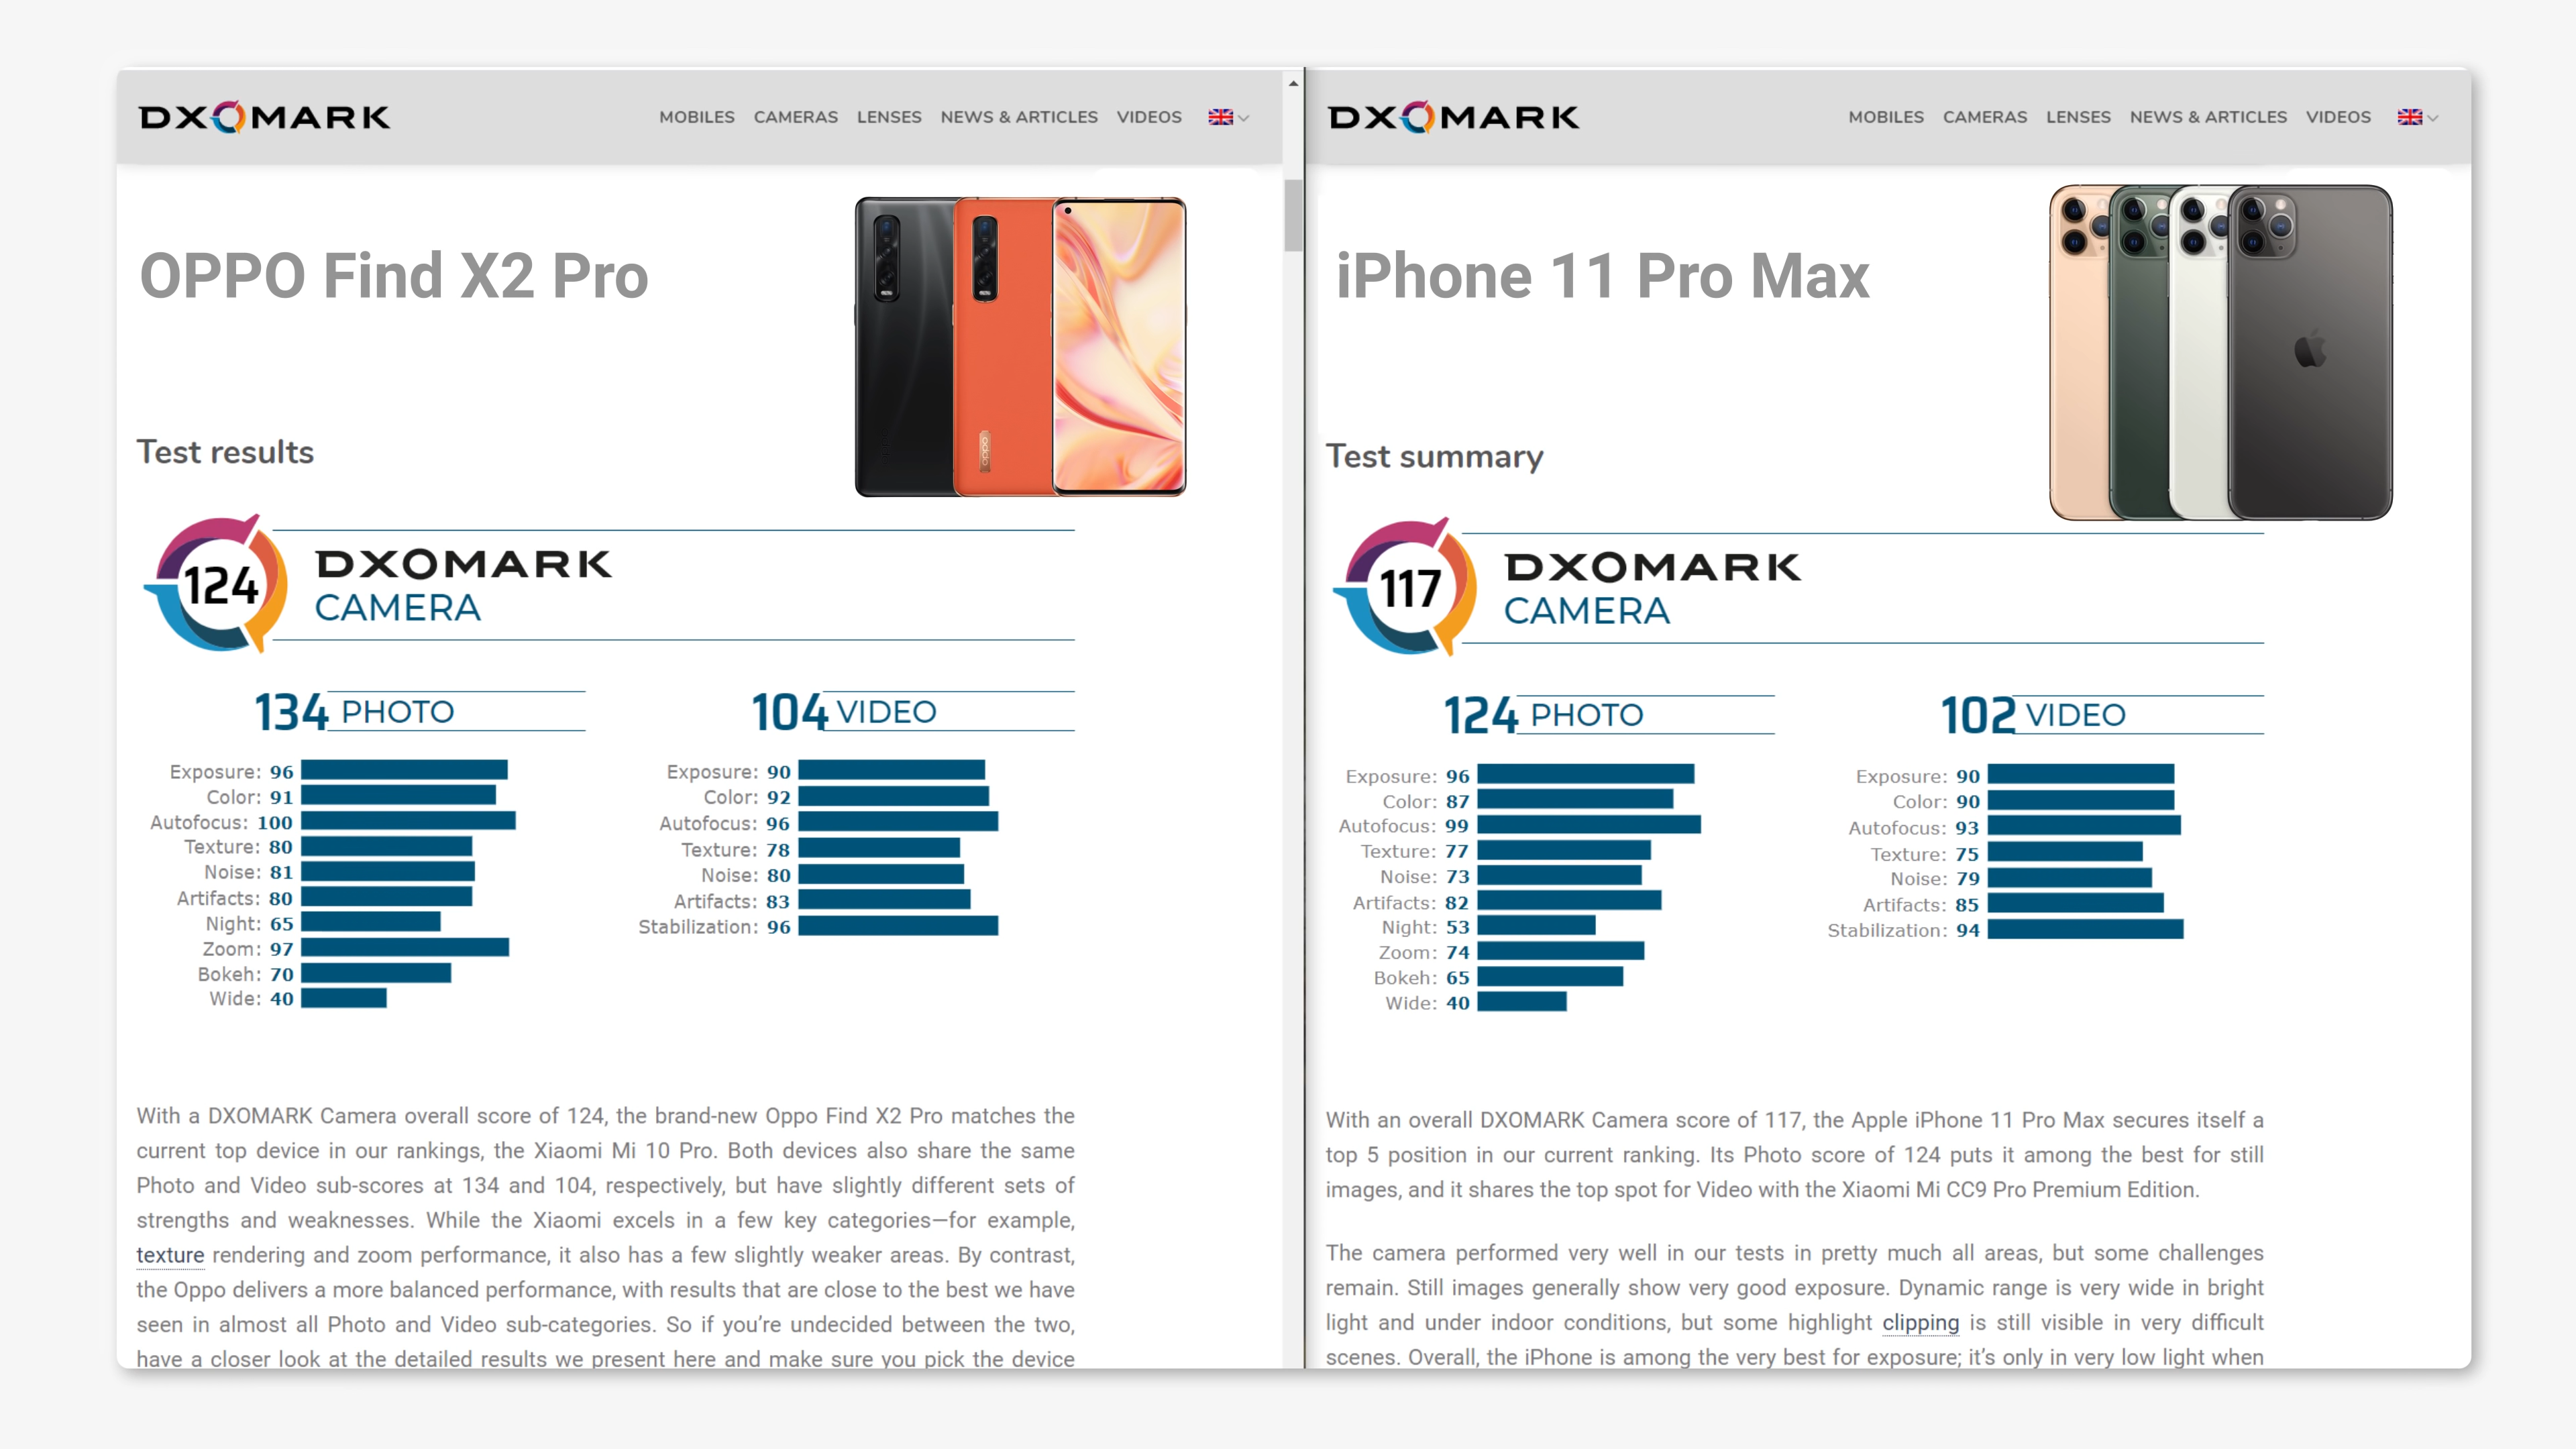 DXOMARK
MOBILES CAMERAS LENSES NEWS & ARTICLES VIDEOS
OPPO Find X2 Pro
oppo
Test results
124
DXOMARK
CAMERA
134 PHOTO
Exposure: 96
Color: 91
Autofocus: 100
Texture: 80
Noise: 81
Artifacts: 80
Night: 65
Zoom: 97
Bokeh: 70
Wide: 40
104 VIDEO
Exposure: 90
Color: 92
Autofocus: 96
Texture: 78
Noise: 80
Artifacts: 83
Stabilization: 96
With a DXOMARK Camera overall score of 124, the brand-new Oppo Find X2 Pro matches the
current top device in our rankings, the Xiaomi Mi 10 Pro. Both devices also share the same
Photo and Video sub-scores at 134 and 104, respectively, but have slightly different sets of
strengths and weaknesses. While the Xiaomi excels in a few key categories—for example,
texture rendering and zoom performance, it also has a few slightly weaker areas. By contrast,
the Oppo delivers a more balanced performance, with results that are close to the best we have
seen in almost all Photo and Video sub-categories. So if you’re undecided between the two,
have a closer look at the detailed results we present here and make sure you pick the device
DXOMARK
MOBILES CAMERAS LENSES NEWS & ARTICLES VIDEOS
iPhone 11 Pro Max
Test summary
117
DXOMARK
CAMERA
124 PHOTO
Exposure: 96
Color: 87
Autofocus: 99
Texture: 77
Noise: 73
Artifacts: 82
Night: 53
Zoom: 74
Bokeh: 65
Wide: 40
102 VIDEO
Exposure: 90
Color: 90
Autofocus: 93
Texture: 75
Noise: 79
Artifacts: 85
Stabilization: 94
With an overall DXOMARK Camera score of 117, the Apple iPhone 11 Pro Max secures itself a
top 5 position in our current ranking. Its Photo score of 124 puts it among the best for still
images, and it shares the top spot for Video with the Xiaomi Mi CC9 Pro Premium Edition.
The camera performed very well in our tests in pretty much all areas, but some challenges
remain. Still images generally show very good exposure. Dynamic range is very wide in bright
light and under indoor conditions, but some highlight clipping is still visible in very difficult
scenes. Overall, the iPhone is among the very best for exposure; it’s only in very low light when